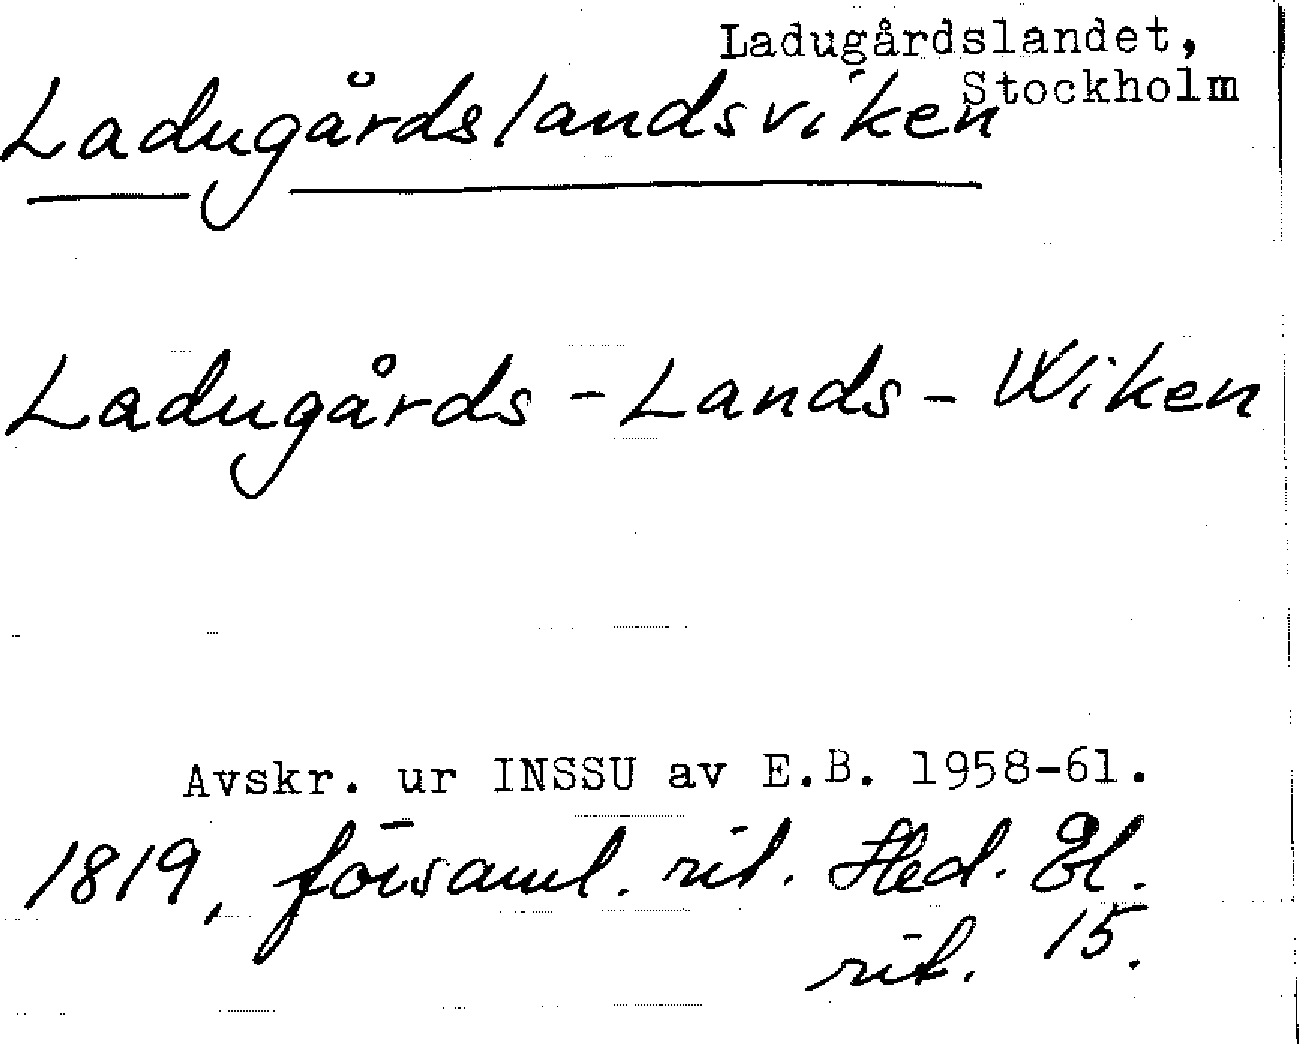 Ladugårdslandet,
Stockholm
Ladugårdslandsviken
Ladugårds-Lands-Wiken
Avskr. ur INSSU av E.B. 1958-61.
1819, församl. rit. Hed. El.
rit. 15.